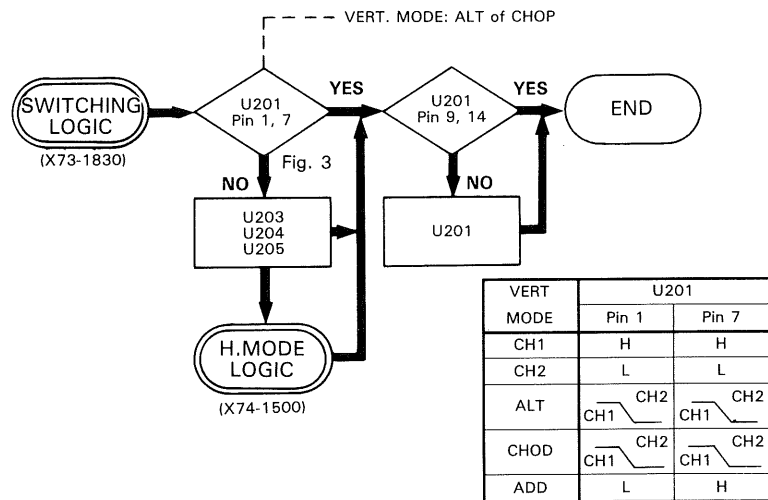 VERT. MODE: ALT of CHOP
SWITCHING
LOGIC
(X73-1830)
U201
Pin 1, 7
YES
U201
Pin 9, 14
YES
END
Fig. 3
NO
NO
U203
U204
U205
U201
H.MODE
LOGIC
(X74-1500)
VERT MODE U201
Pin 1 Pin 7
CH1 H H
CH2 L L
ALT CH1 CH2 CH1 CH2
CHOD CH1 CH2 CH1 CH2
ADD L H